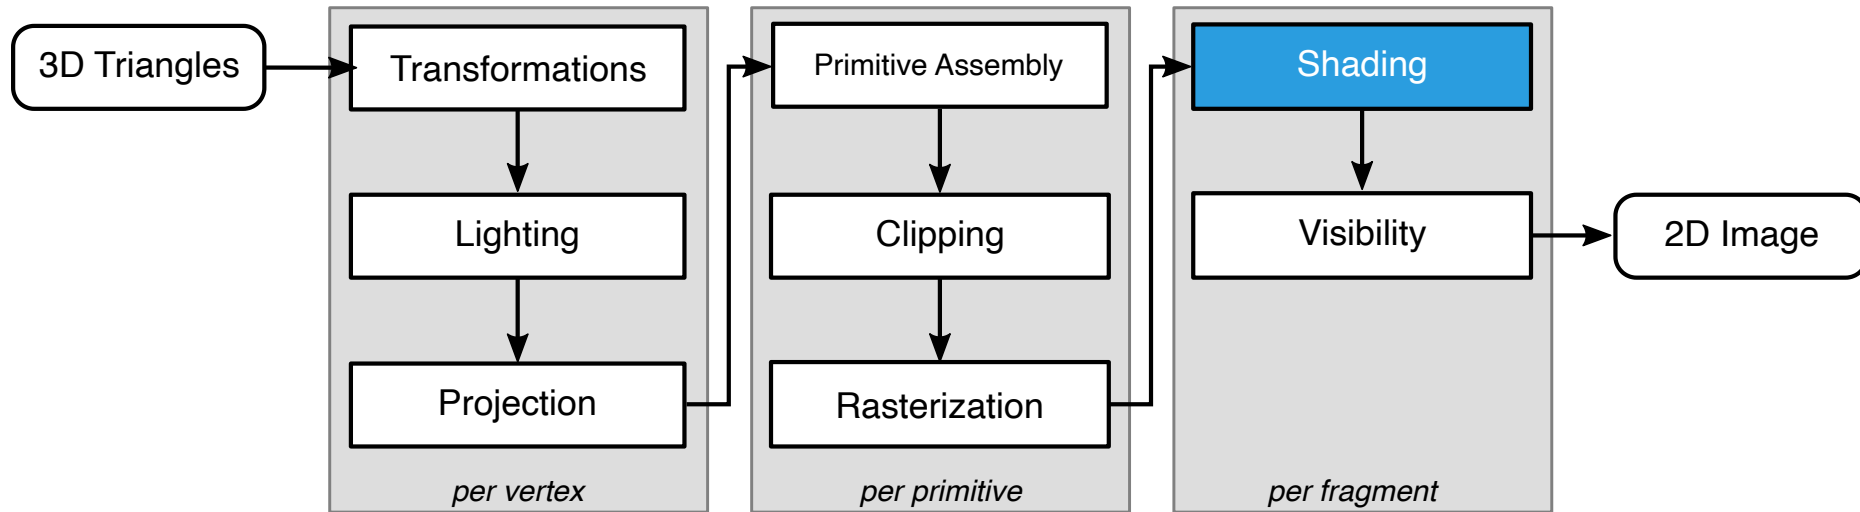 3D Triangles
Transformations
Lighting
Projection
per vertex
Primitive Assembly
Clipping
Rasterization
per primitive
Shading
Visibility
per fragment
2D Image